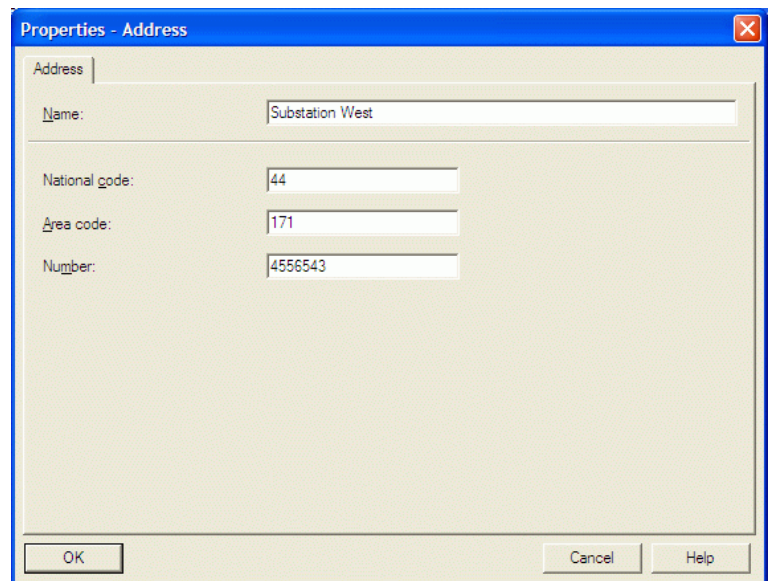 Properties - Address
Address
Name: Substation West
National code: 44
Area code: 171
Number: 4556543
OK Cancel Help